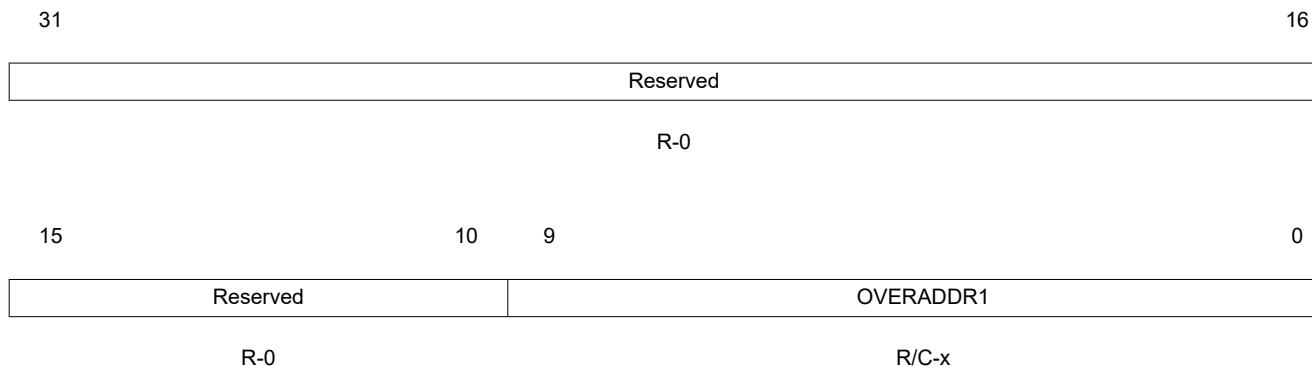 31 16
Reserved
R-0
15 10 9 0
Reserved OVERADDR1
R-0 R/C-x